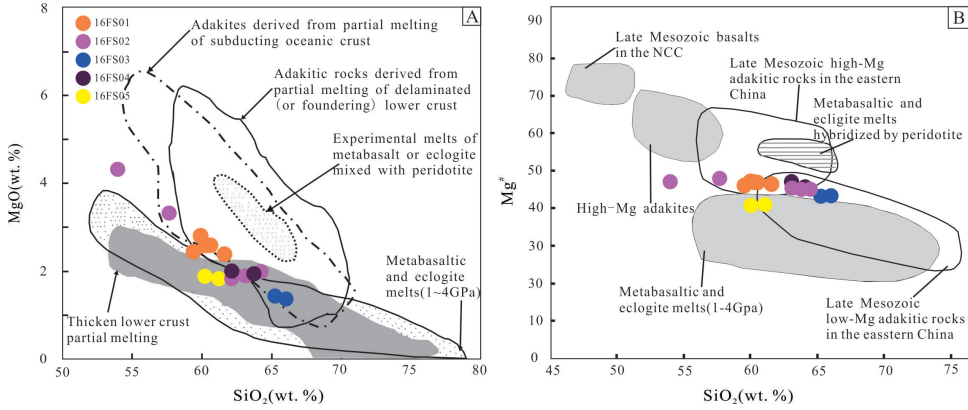 A
16FS01
16FS02
16FS03
16FS04
16FS05
Adakites derived from partial melting
of subducting oceanic crust
Adakitic rocks derived from
partial melting of delaminated
(or foundering) lower crust
Experimental melts of
metabasalt or eclogite
mixed with peridotite
Metabasaltic
and eclogite
melts(1~4GPa)
Thicken lower crust
partial melting
MgO(wt. %)
8
6
4
2
0
50
55
60
65
70
75
80
SiO₂(wt. %)
B
Late Mesozoic basalts
in the NCC
Late Mesozoic high-Mg
adakitic rocks in the eastern
China
Metabasaltic and
ecligite melts
hybridized by peridotite
High-Mg adakites
Metabasaltic and
eclogite melts(1-4Gpa)
Late Mesozoic
low-Mg adakitic rocks
in the eastern China
Mg#
90
80
70
60
50
40
30
20
10
0
45
50
55
60
65
70
75
SiO₂(wt. %)